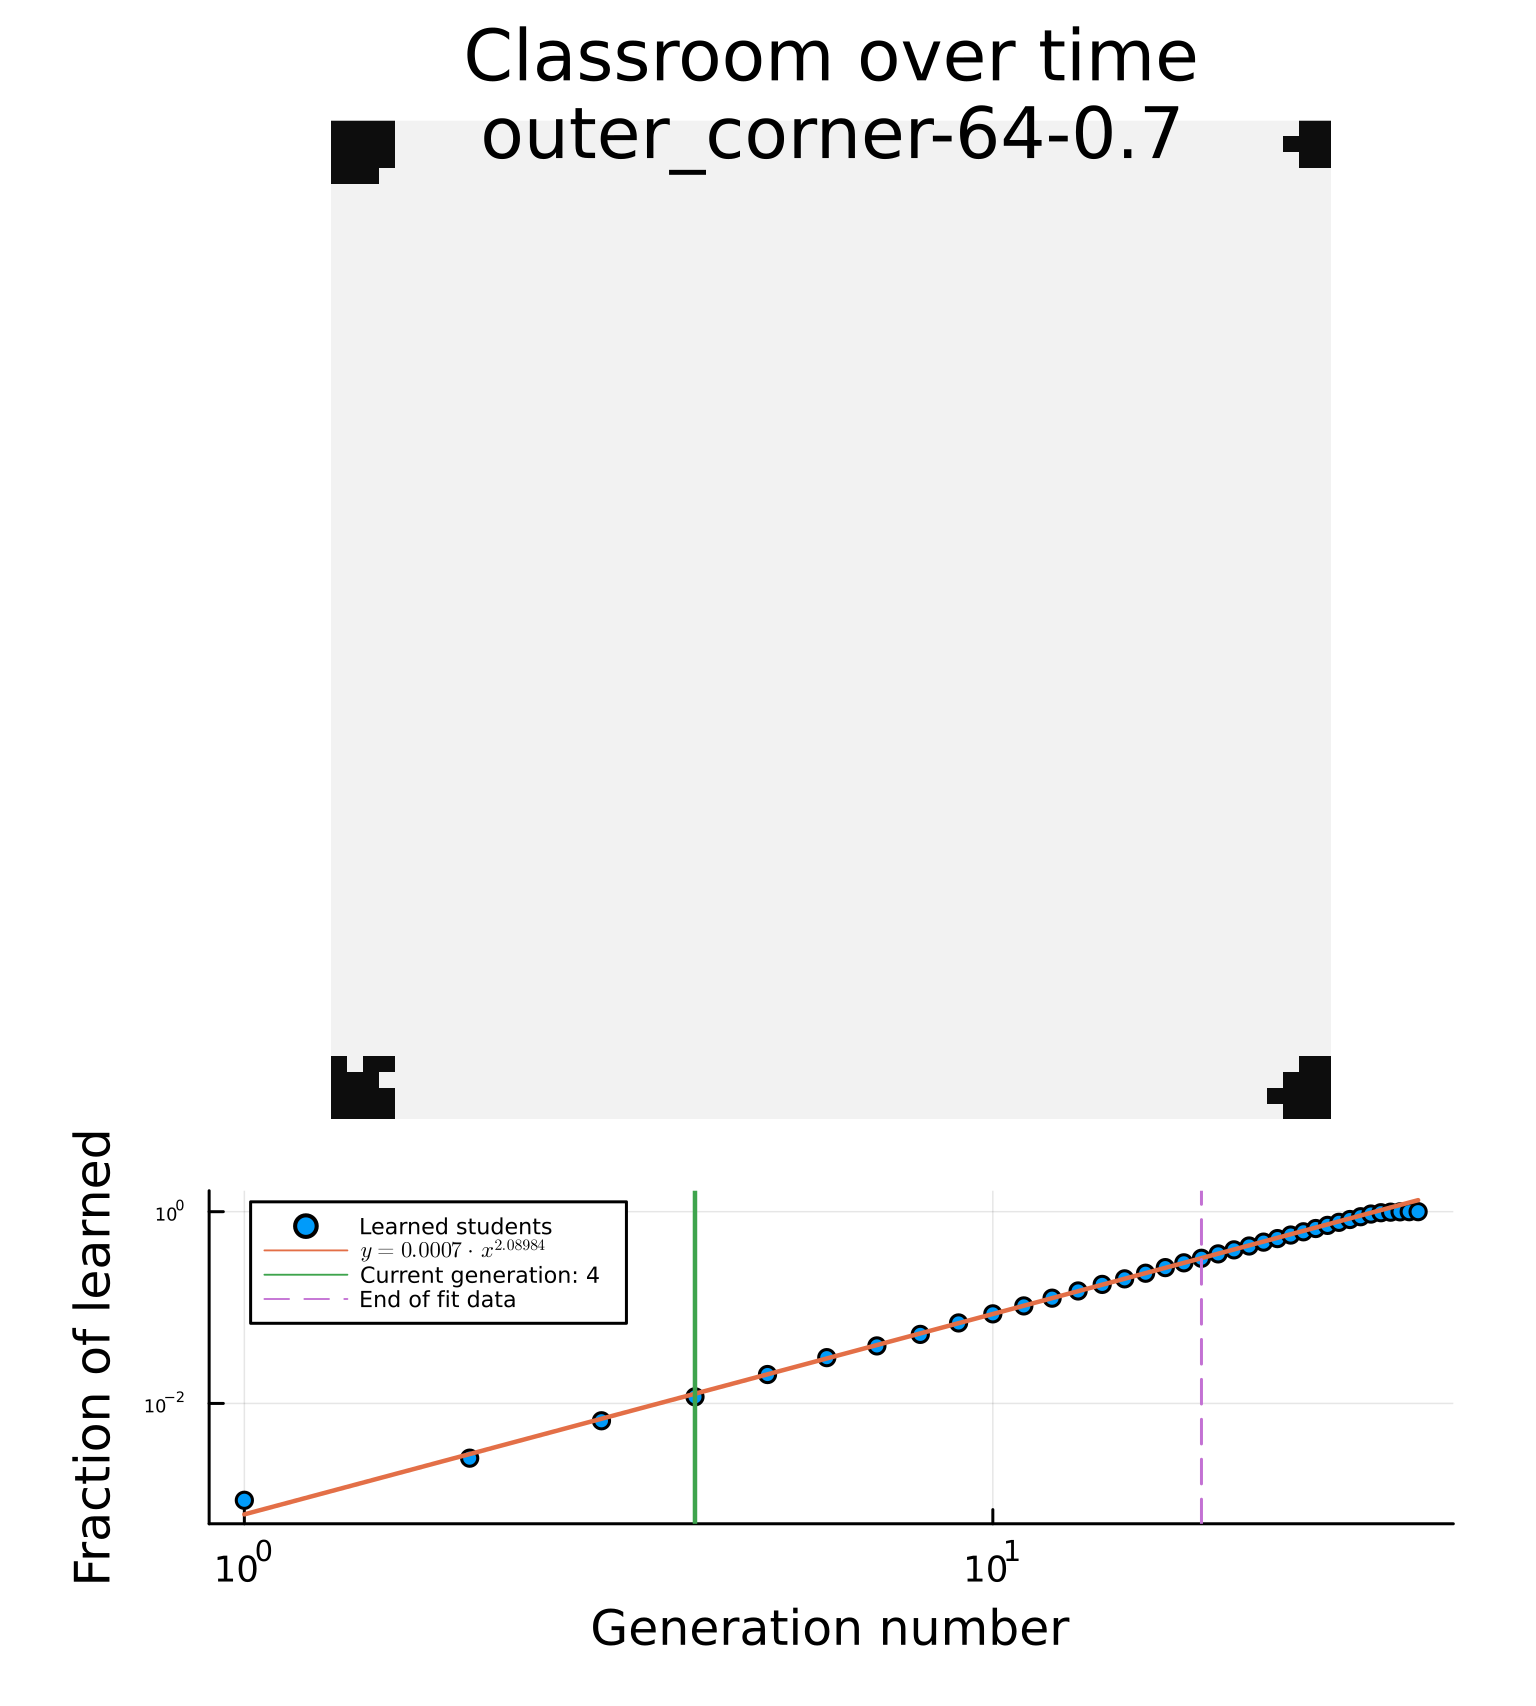 Classroom over time
outer_corner-64-0.7
Fraction of learned
10^0
10^−2
Learned students
y = 0.0007 · x^2.08984
Current generation: 4
End of fit data
10^0
10^1
Generation number